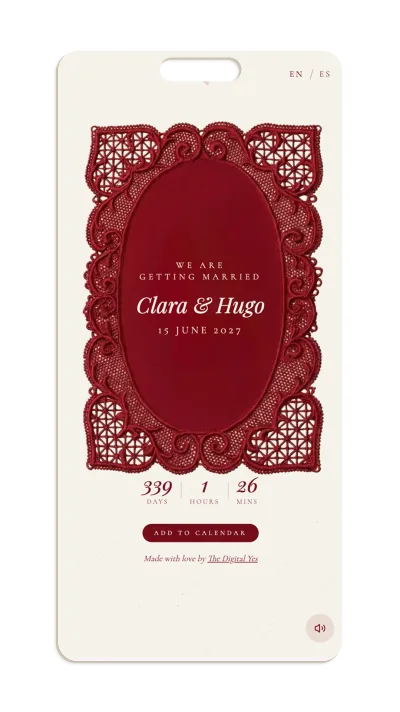 EN / ES
WE ARE
GETTING MARRIED
Clara & Hugo
15 JUNE 2027
339 1 26
DAYS HOURS MINS
ADD TO CALENDAR
Made with love by The Digital Yes